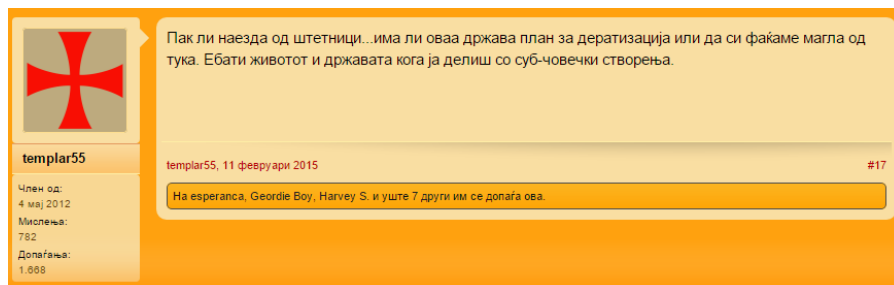 Пак ли наезда од штетници...има ли оваа држава план за дератизација или да си фаќаме магла од
тука. Ебати животот и државата кога ја делиш со суб-човечки створења.
templar55
templar55, 11 февруари 2015
#17
Член од:
4 мај 2012
Мислења:
782
Допаѓања:
1.668
На esperanca, Geordie Boy, Harvey S. и уште 7 други им се допаѓа ова.